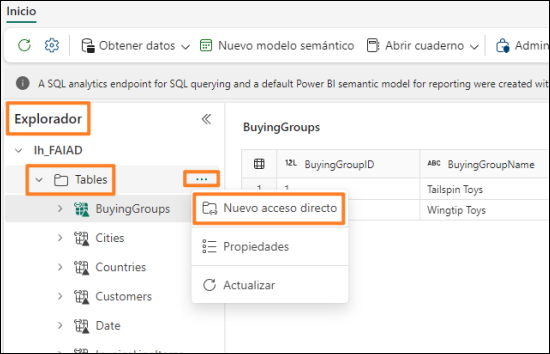 Inicio
Obtener datos
Nuevo modelo semántico
Abrir cuaderno
Admin
A SQL analytics endpoint for SQL querying and a default Power BI semantic model for reporting were created wit
Explorador
lh_FAIAD
Tables
...
BuyingGroups
Cities
Countries
Customers
Date
Nuevo acceso directo
Propiedades
Actualizar
BuyingGroups
12L BuyingGroupID ABC BuyingGroupName
1 1 Tailspin Toys
Wingtip Toys